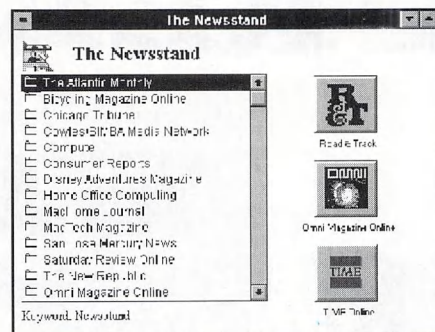 The Newsstand
The Newsstand
The Atlantic Monthly
Bicycling Magazine Online
Chicago Tribune
Cowles/SIMBA Media Network
Compute
Consumer Reports
Disney Adventures Magazine
Home Office Computing
MacHome Journal
MacTech Magazine
San Jose Mercury News
Saturday Review Online
The New Republic
Omni Magazine Online
Keyword: Newsstand
R&T
Road & Track
OMNI
Omni Magazine Online
TIME
TIME Online